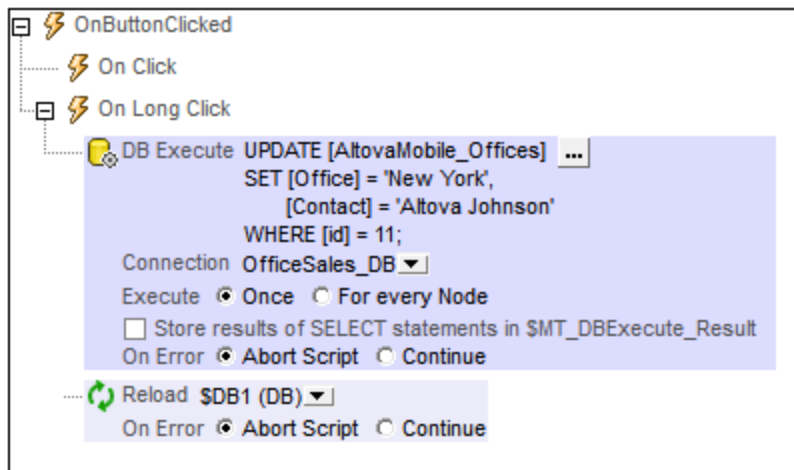 OnButtonClicked
On Click
On Long Click
DB Execute UPDATE [AltovaMobile_Offices] ...
SET [Office] = 'New York',
[Contact] = 'Altova Johnson'
WHERE [id] = 11;
Connection OfficeSales_DB
Execute Once For every Node
Store results of SELECT statements in $MT_DBExecute_Result
On Error Abort Script Continue
Reload $DB1 (DB)
On Error Abort Script Continue